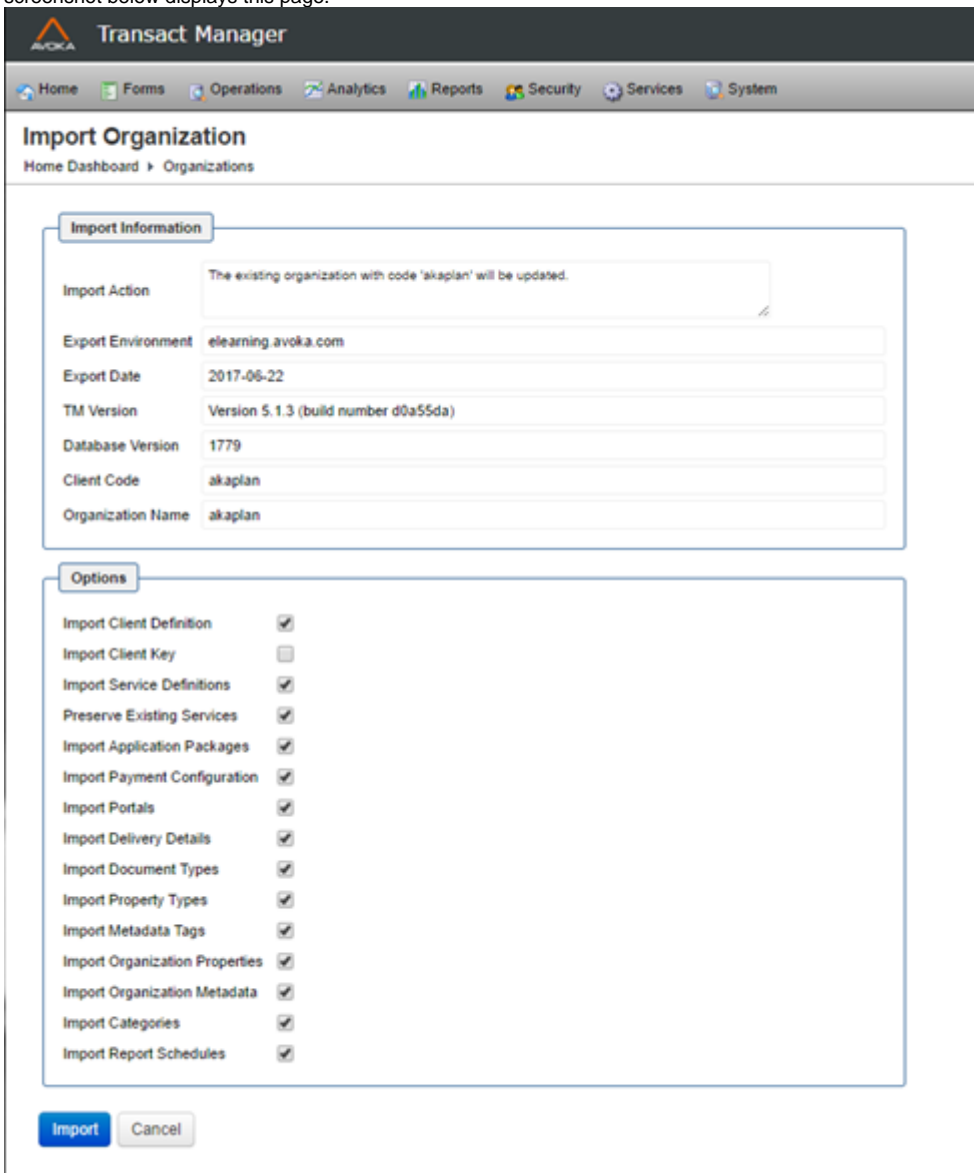 screenshot below displays this page.
AVOKA Transact Manager
Home Forms Operations Analytics Reports Security Services System
Import Organization
Home Dashboard ▸ Organizations
Import Information
Import Action The existing organization with code 'akaplan' will be updated.
Export Environment elearning.avoka.com
Export Date 2017-06-22
TM Version Version 5.1.3 (build number d0a55da)
Database Version 1779
Client Code akaplan
Organization Name akaplan
Options
Import Client Definition
Import Client Key
Import Service Definitions
Preserve Existing Services
Import Application Packages
Import Payment Configuration
Import Portals
Import Delivery Details
Import Document Types
Import Property Types
Import Metadata Tags
Import Organization Properties
Import Organization Metadata
Import Categories
Import Report Schedules
Import Cancel